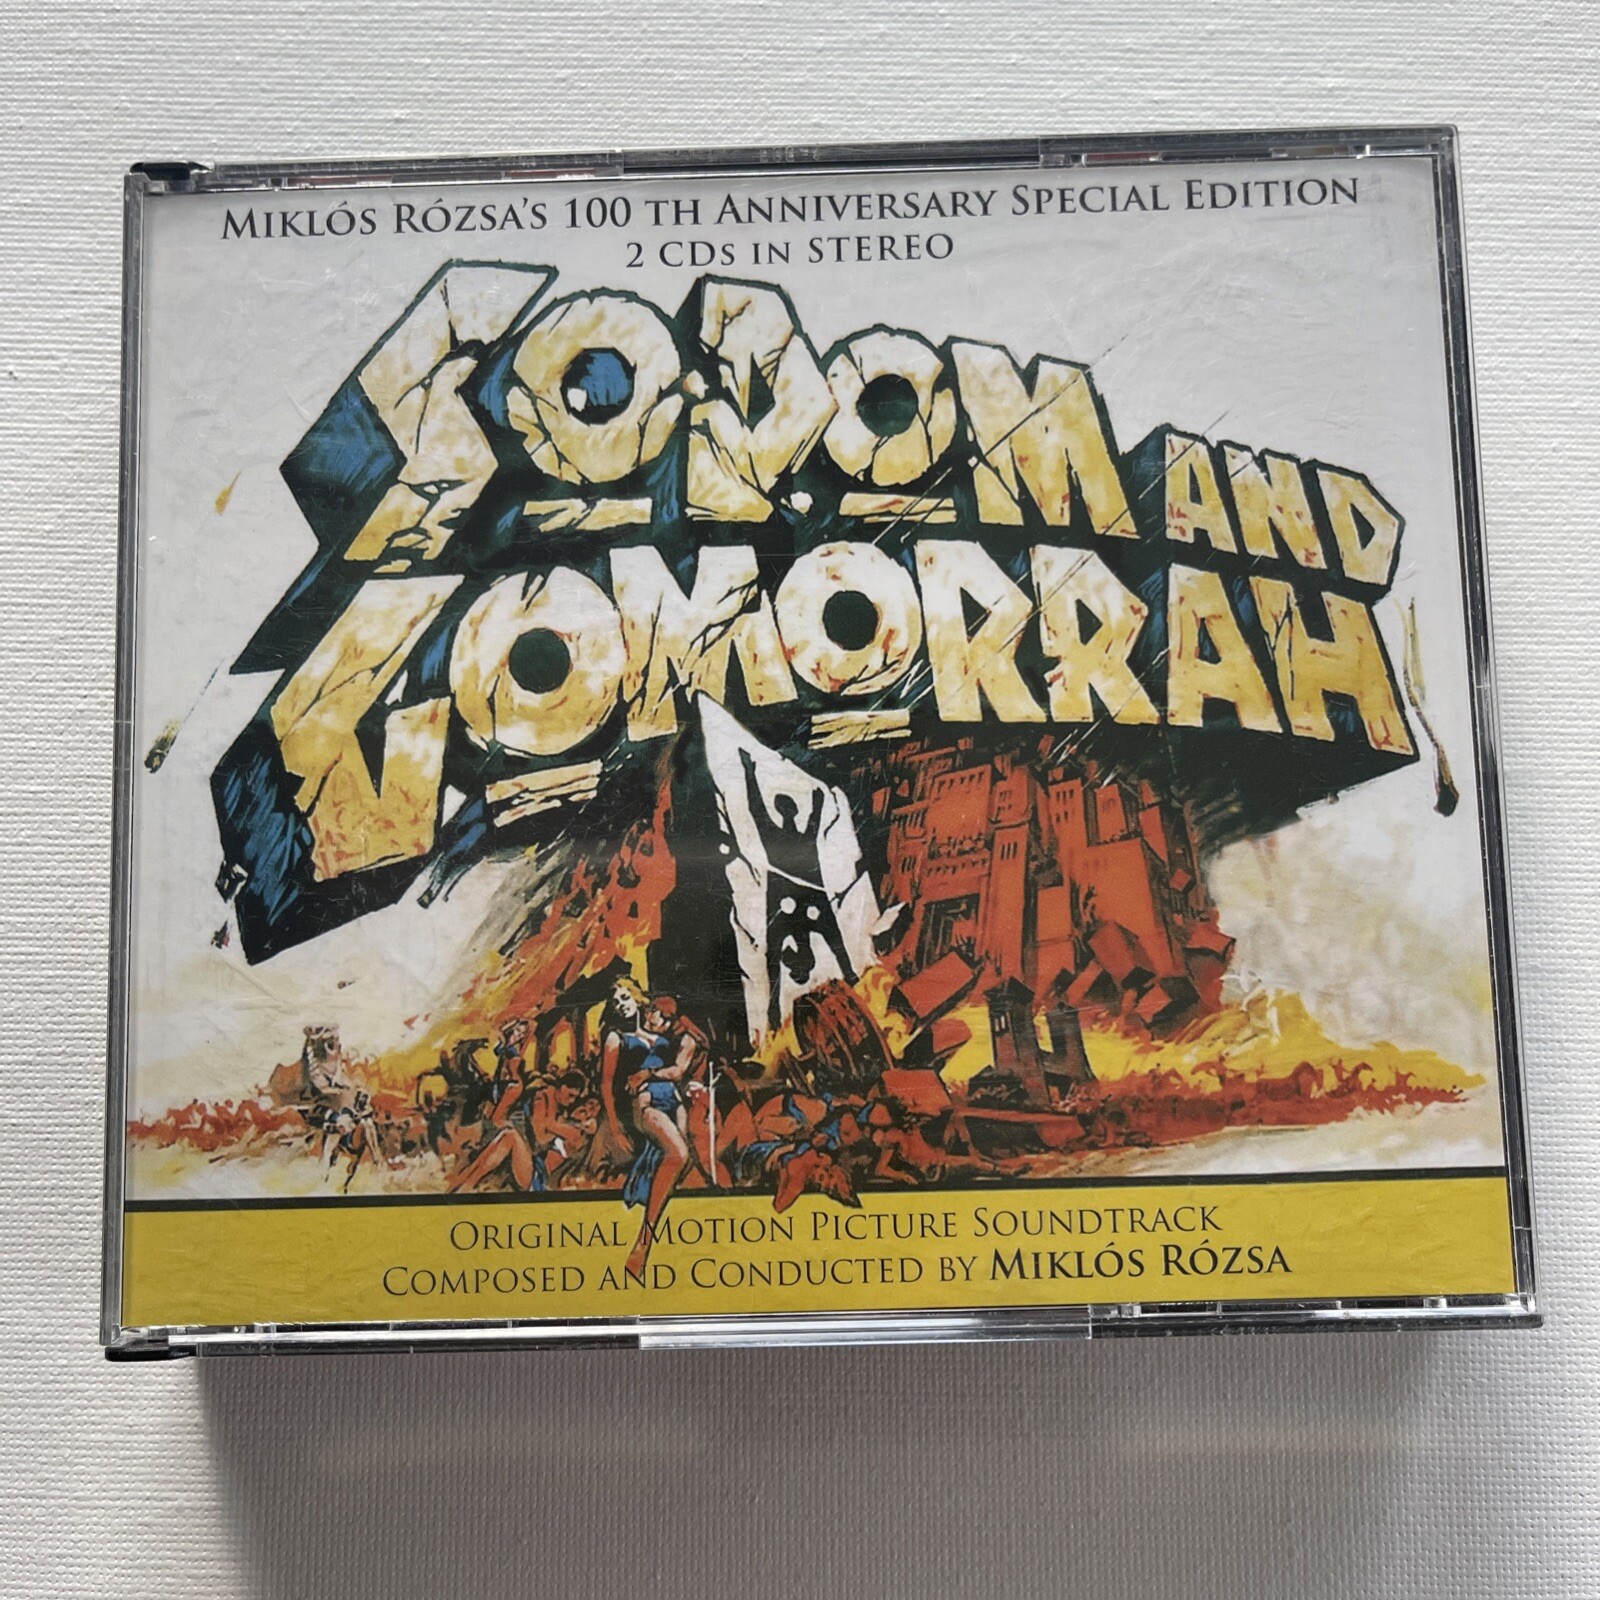 MIKLÓS RÓZSA'S 100 TH ANNIVERSARY SPECIAL EDITION
2 CDS IN STEREO
SODOM AND
GOMORRAH
ORIGINAL MOTION PICTURE SOUNDTRACK
COMPOSED AND CONDUCTED BY MIKLÓS RÓZSA